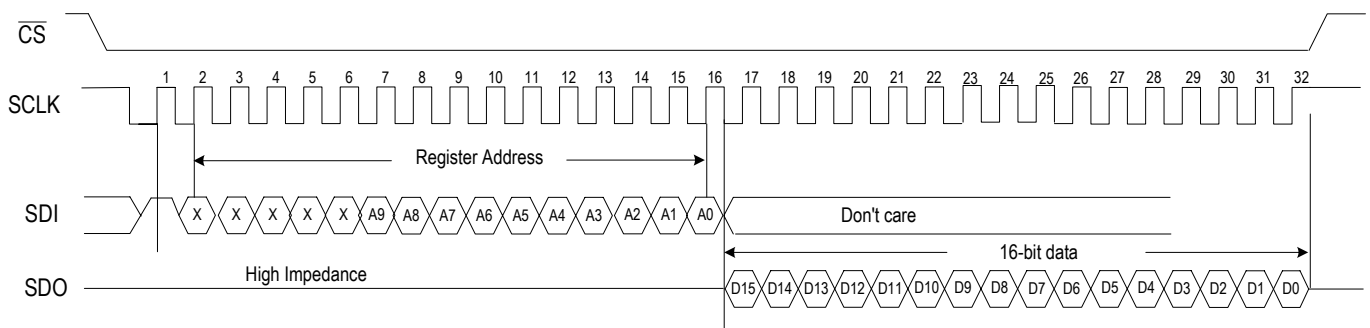 CS
1 2 3 4 5 6 7 8 9 10 11 12 13 14 15 16 17 18 19 20 21 22 23 24 25 26 27 28 29 30 31 32
SCLK
Register Address
SDI X X X X X A9 A8 A7 A6 A5 A4 A3 A2 A1 A0 Don't care
16-bit data
High Impedance
SDO D15 D14 D13 D12 D11 D10 D9 D8 D7 D6 D5 D4 D3 D2 D1 D0